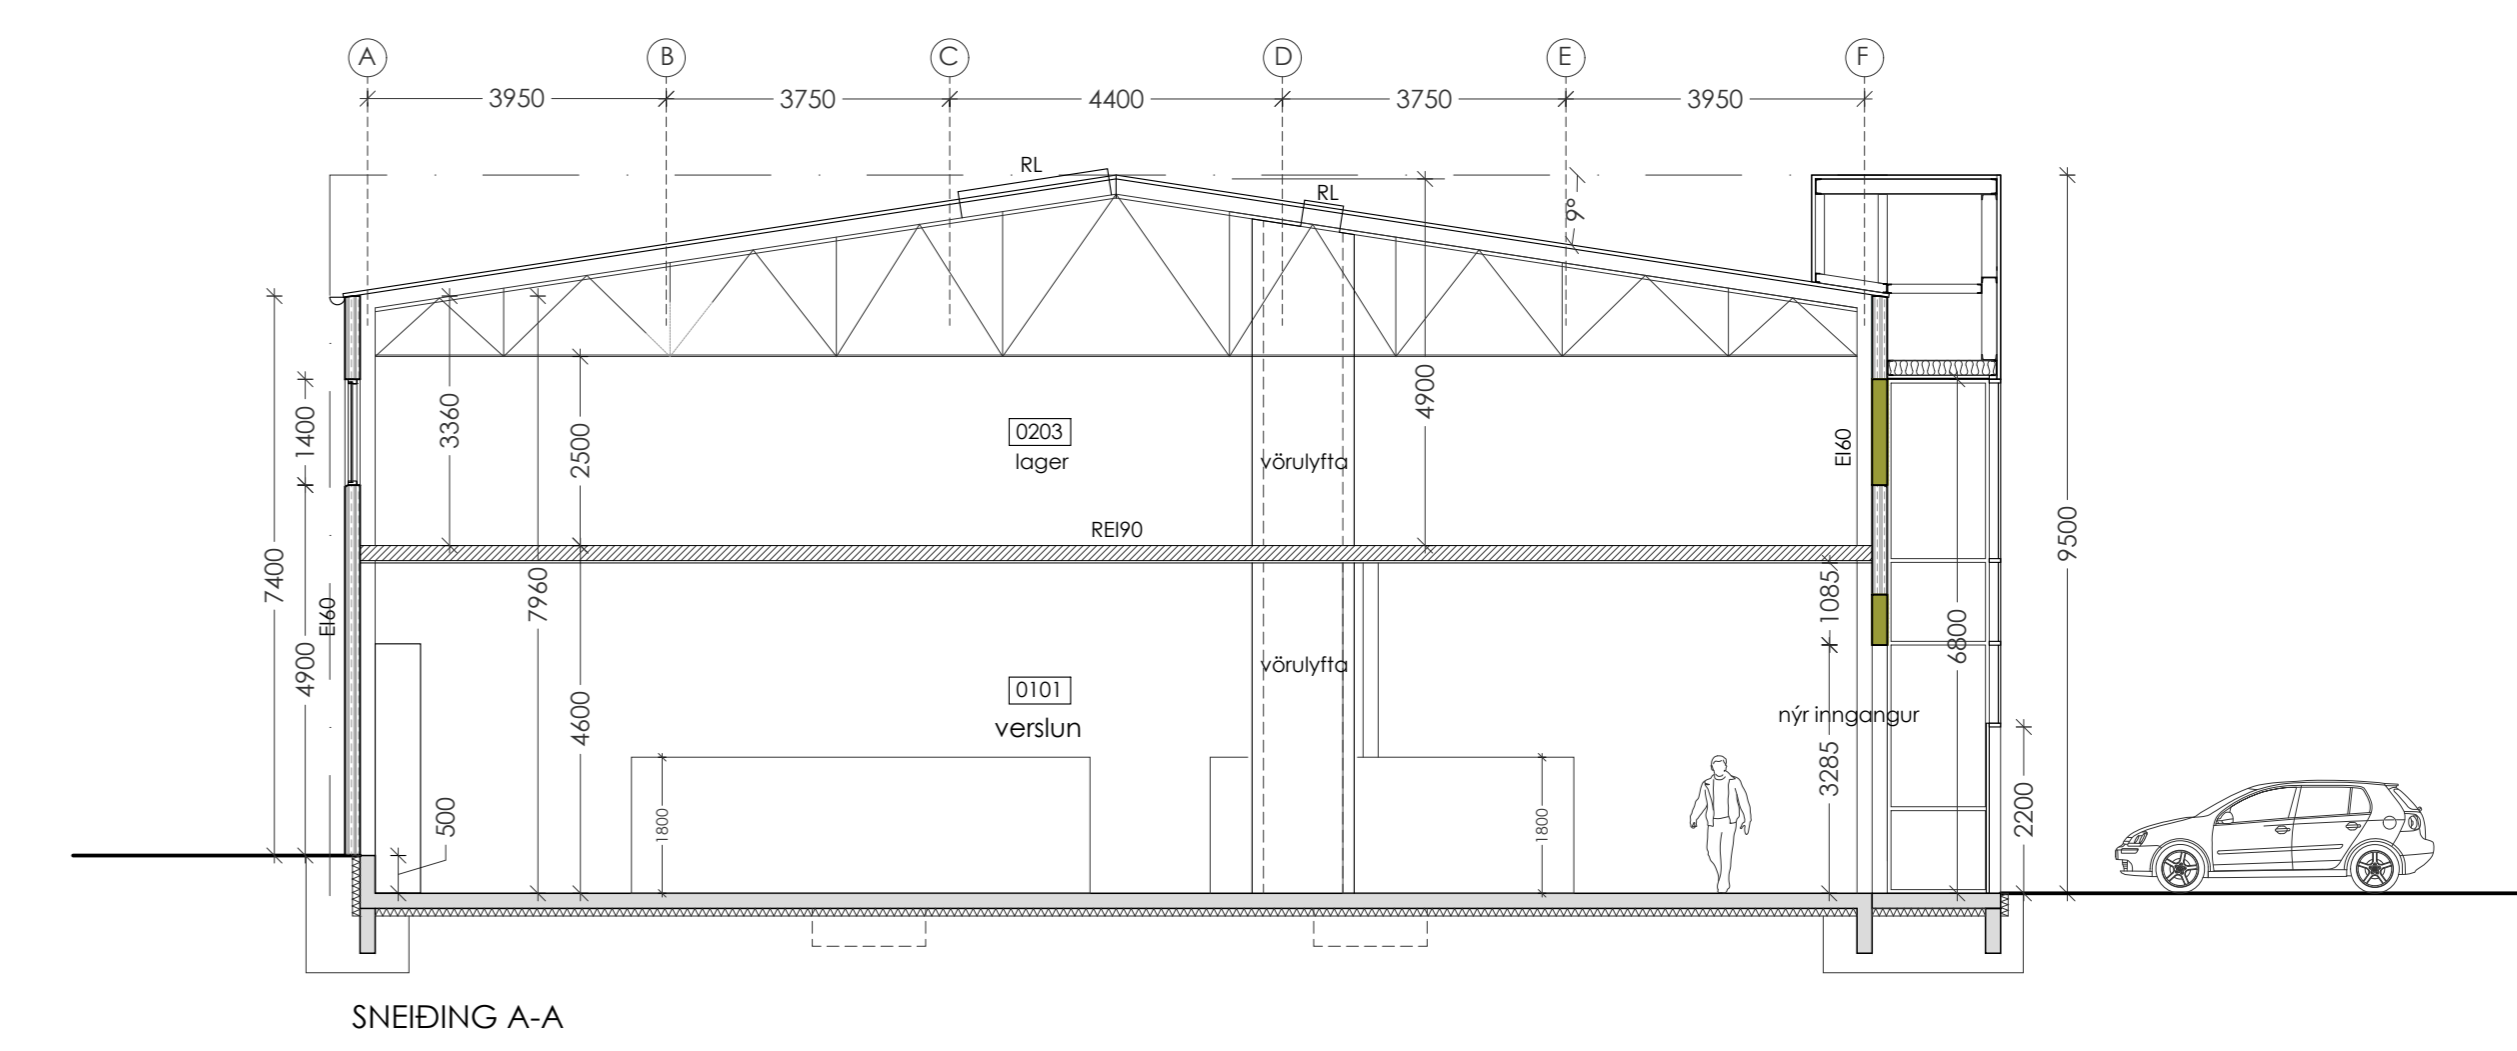 A B C D E F
3950 3750 4400 3750 3950
RL
RL
9°
1400
3360
2500
4900
0203
lager
vörulyfta
EI60
REI90
9500
7400
7960
1085
EI60
4900
4600
6800
vörulyfta
0101
verslun
nýr inngangur
3285
500
1800
1800
2200
SNEIÐING A-A